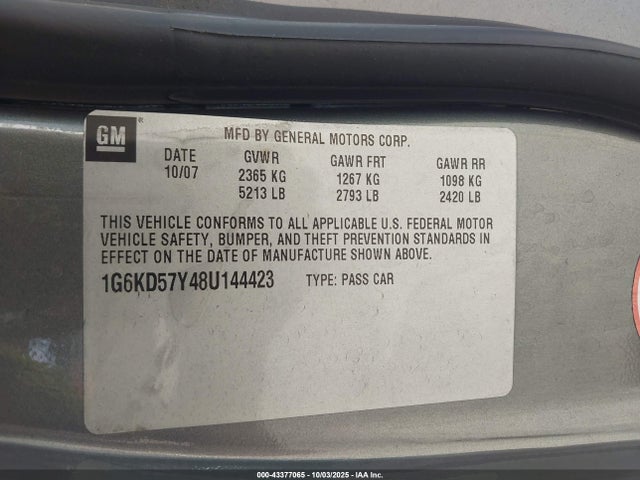 GM®
MFD BY GENERAL MOTORS CORP.
DATE GVWR GAWR FRT GAWR RR
10/07 2365 KG 1267 KG 1098 KG
5213 LB 2793 LB 2420 LB
THIS VEHICLE CONFORMS TO ALL APPLICABLE U.S. FEDERAL MOTOR
VEHICLE SAFETY, BUMPER, AND THEFT PREVENTION STANDARDS IN
EFFECT ON THE DATE OF MANUFACTURE SHOWN ABOVE.
1G6KD57Y48U144423 TYPE: PASS CAR
000-43377065 - 10/03/2025 - IAA Inc.